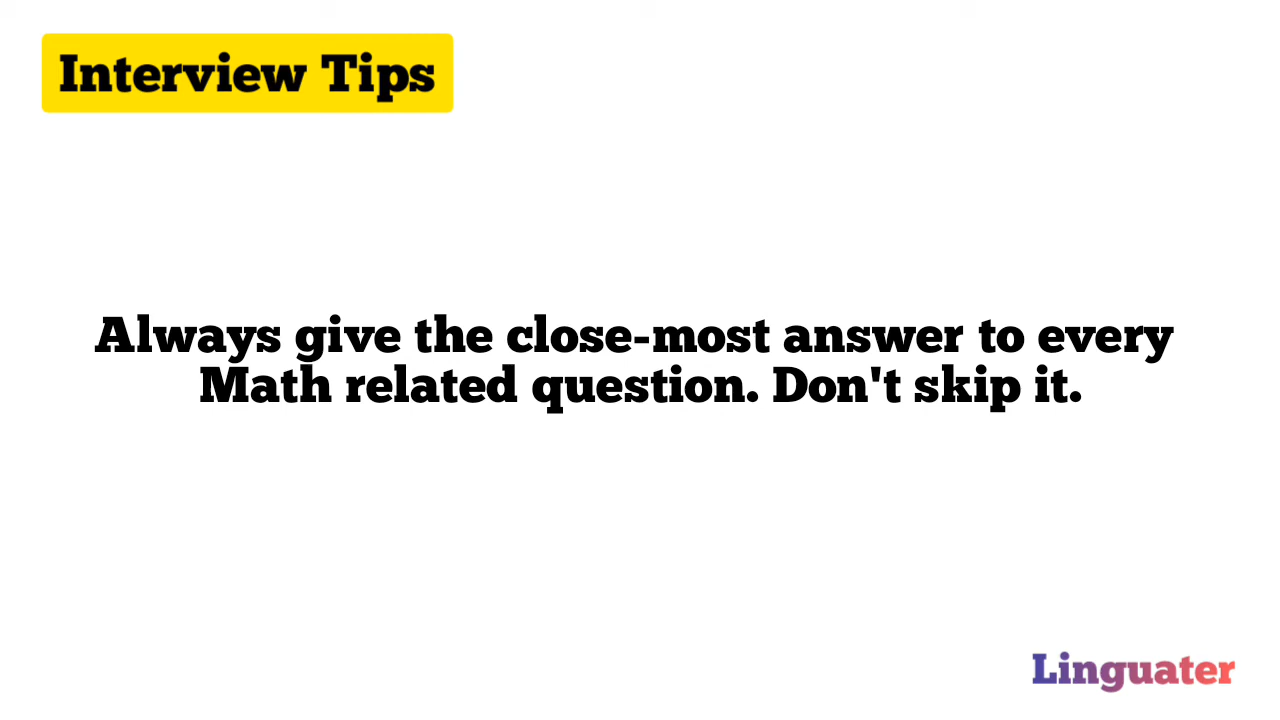 Interview Tips
Always give the close-most answer to every
Math related question. Don't skip it.
Linguater